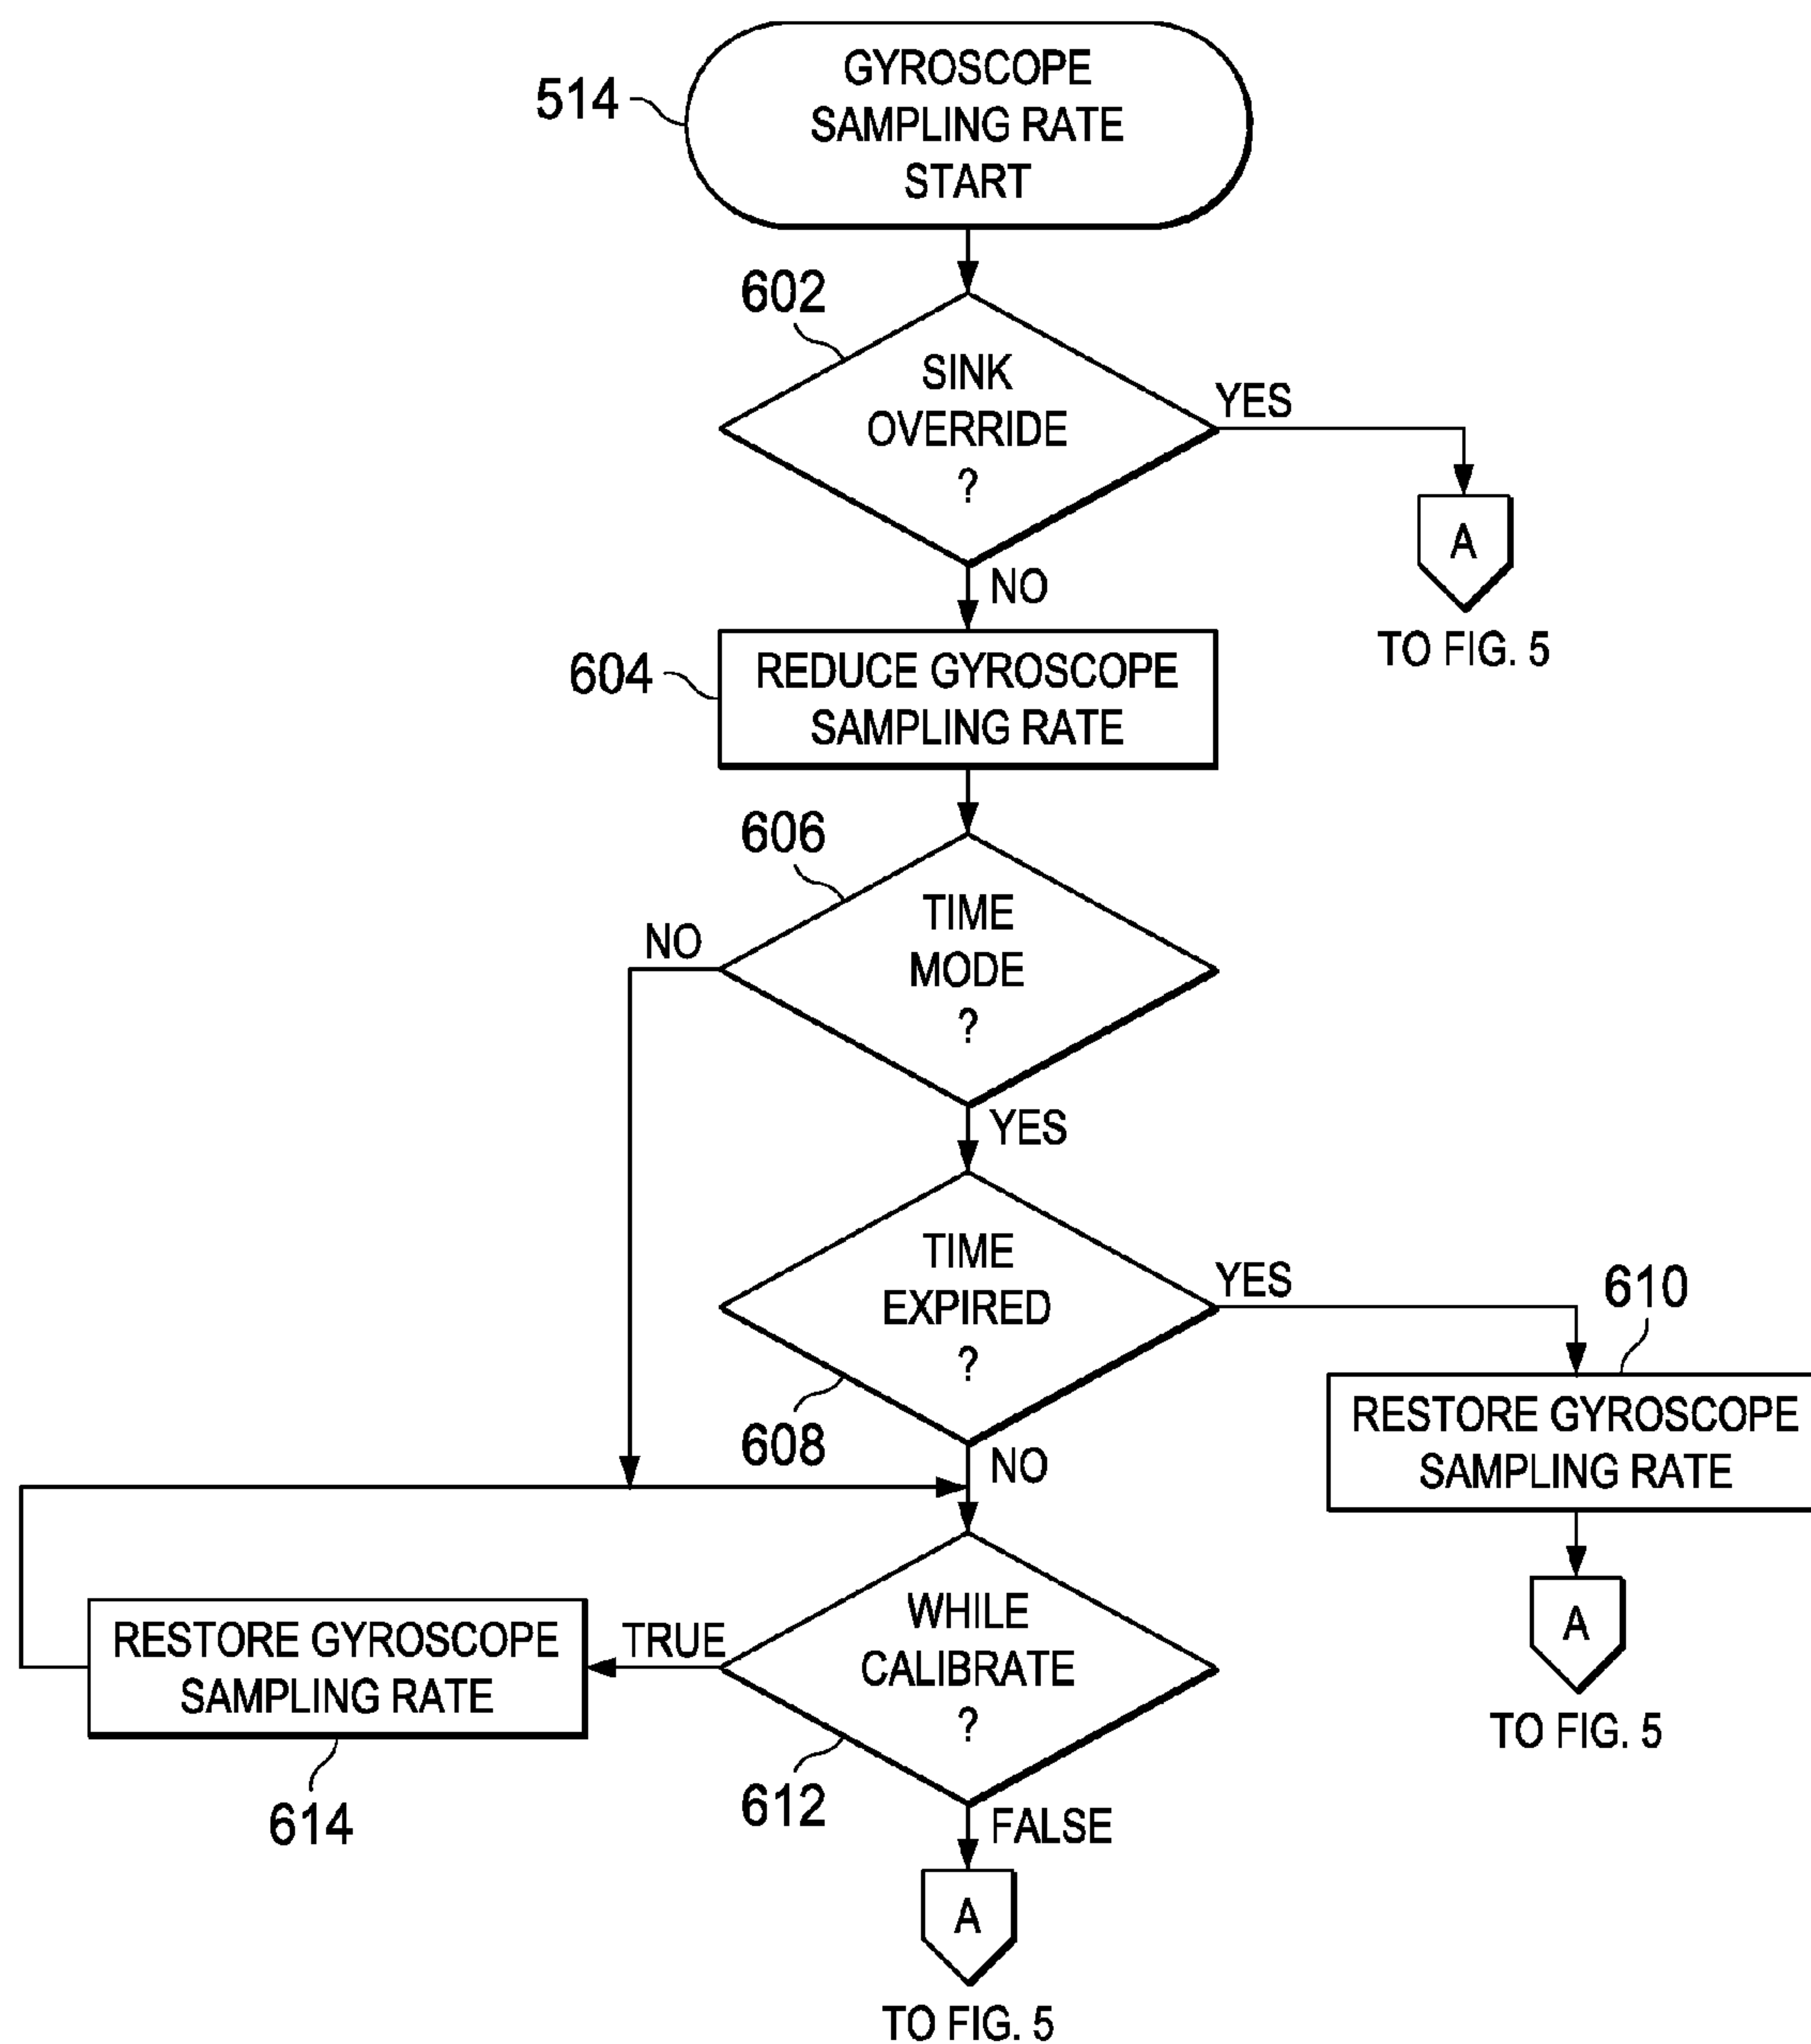 GYROSCOPE
SAMPLING RATE
START
514
602
SINK
OVERRIDE
?
YES
A
TO FIG. 5
NO
604
REDUCE GYROSCOPE
SAMPLING RATE
606
TIME
MODE
?
NO
YES
TIME
EXPIRED
?
YES
608
NO
610
RESTORE GYROSCOPE
SAMPLING RATE
A
TO FIG. 5
WHILE
CALIBRATE
?
TRUE
RESTORE GYROSCOPE
SAMPLING RATE
614
612
FALSE
A
TO FIG. 5